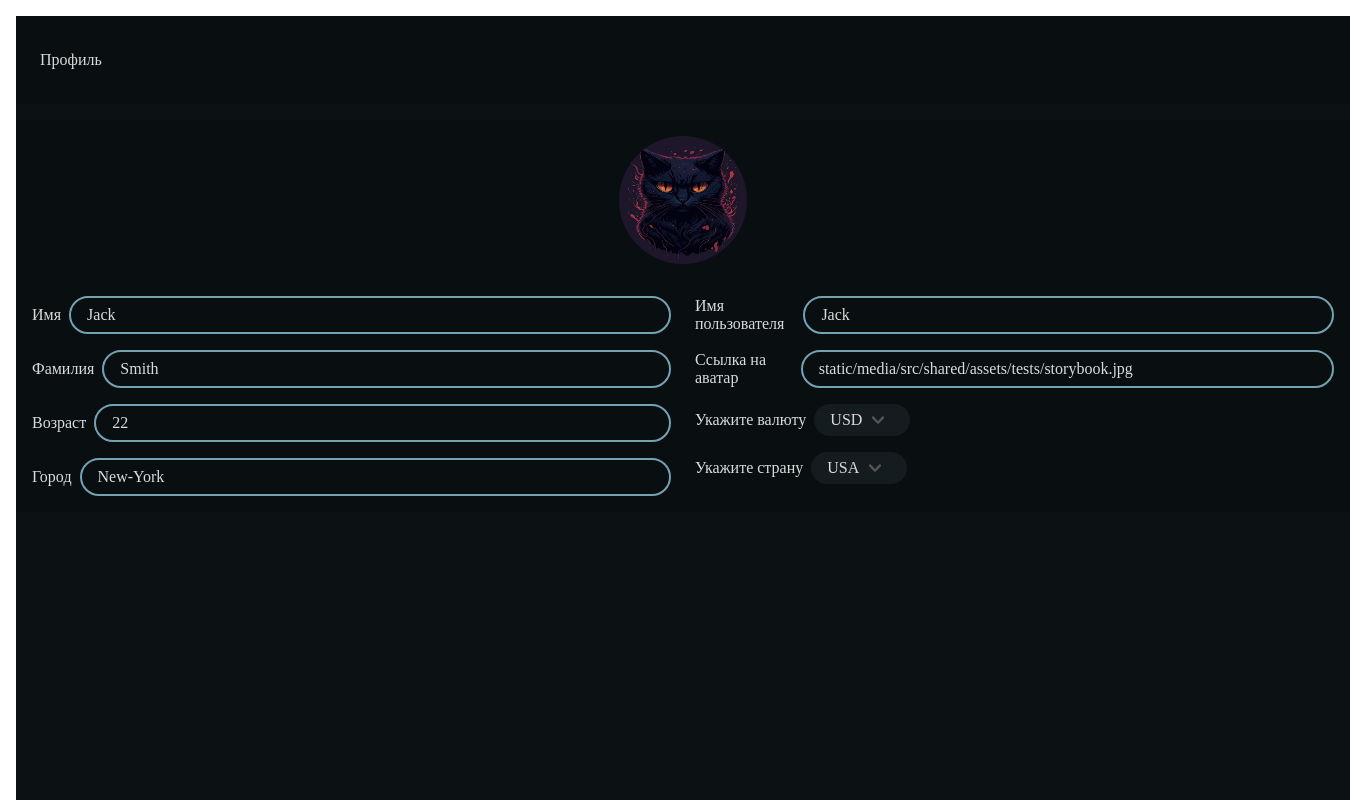 Профиль
Имя
Jack
Фамилия
Smith
Возраст
22
Город
New-York
Имя
пользователя
Jack
Ссылка на
аватар
static/media/src/shared/assets/tests/storybook.jpg
Укажите валюту
USD
Укажите страну
USA